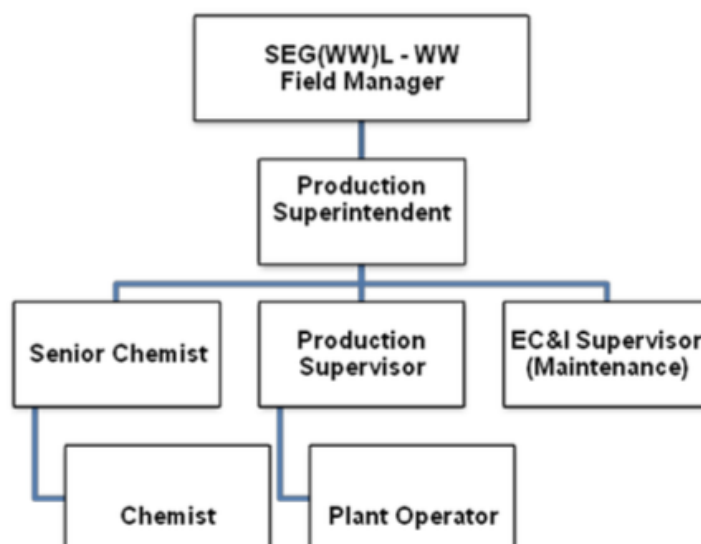 SEG(WW)L - WW
Field Manager
Production
Superintendent
Senior Chemist
Production
Supervisor
EC&I Supervisor
(Maintenance)
Chemist
Plant Operator